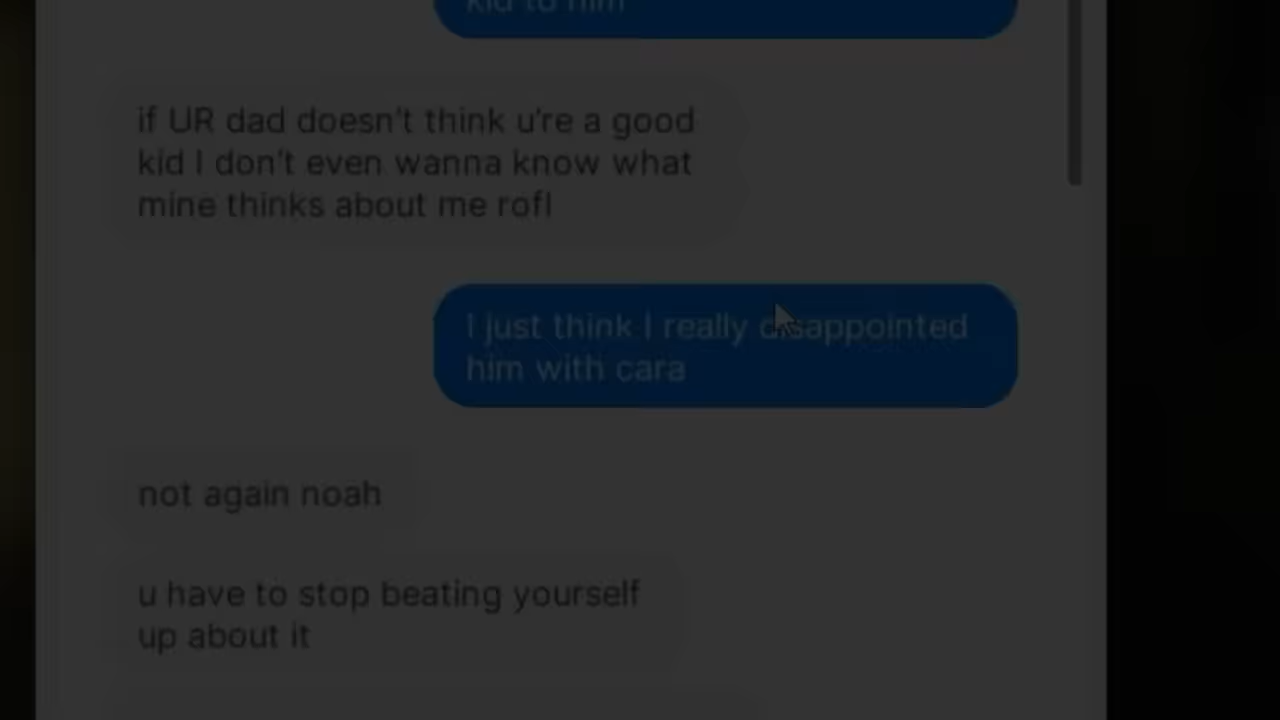 kid to him
if UR dad doesn't think u're a good
kid I don't even wanna know what
mine thinks about me rofl
I just think I really disappointed
him with cara
not again noah
u have to stop beating yourself
up about it